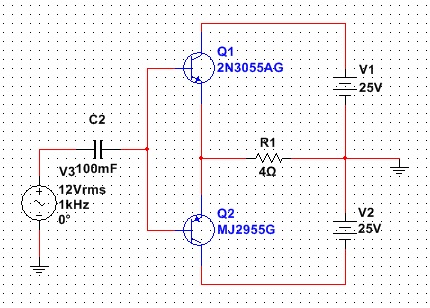 Q1
2N3055AG
V1
25V
C2
100mF
R1
4Ω
V3
12Vrms
1kHz
0°
Q2
MJ2955G
V2
25V